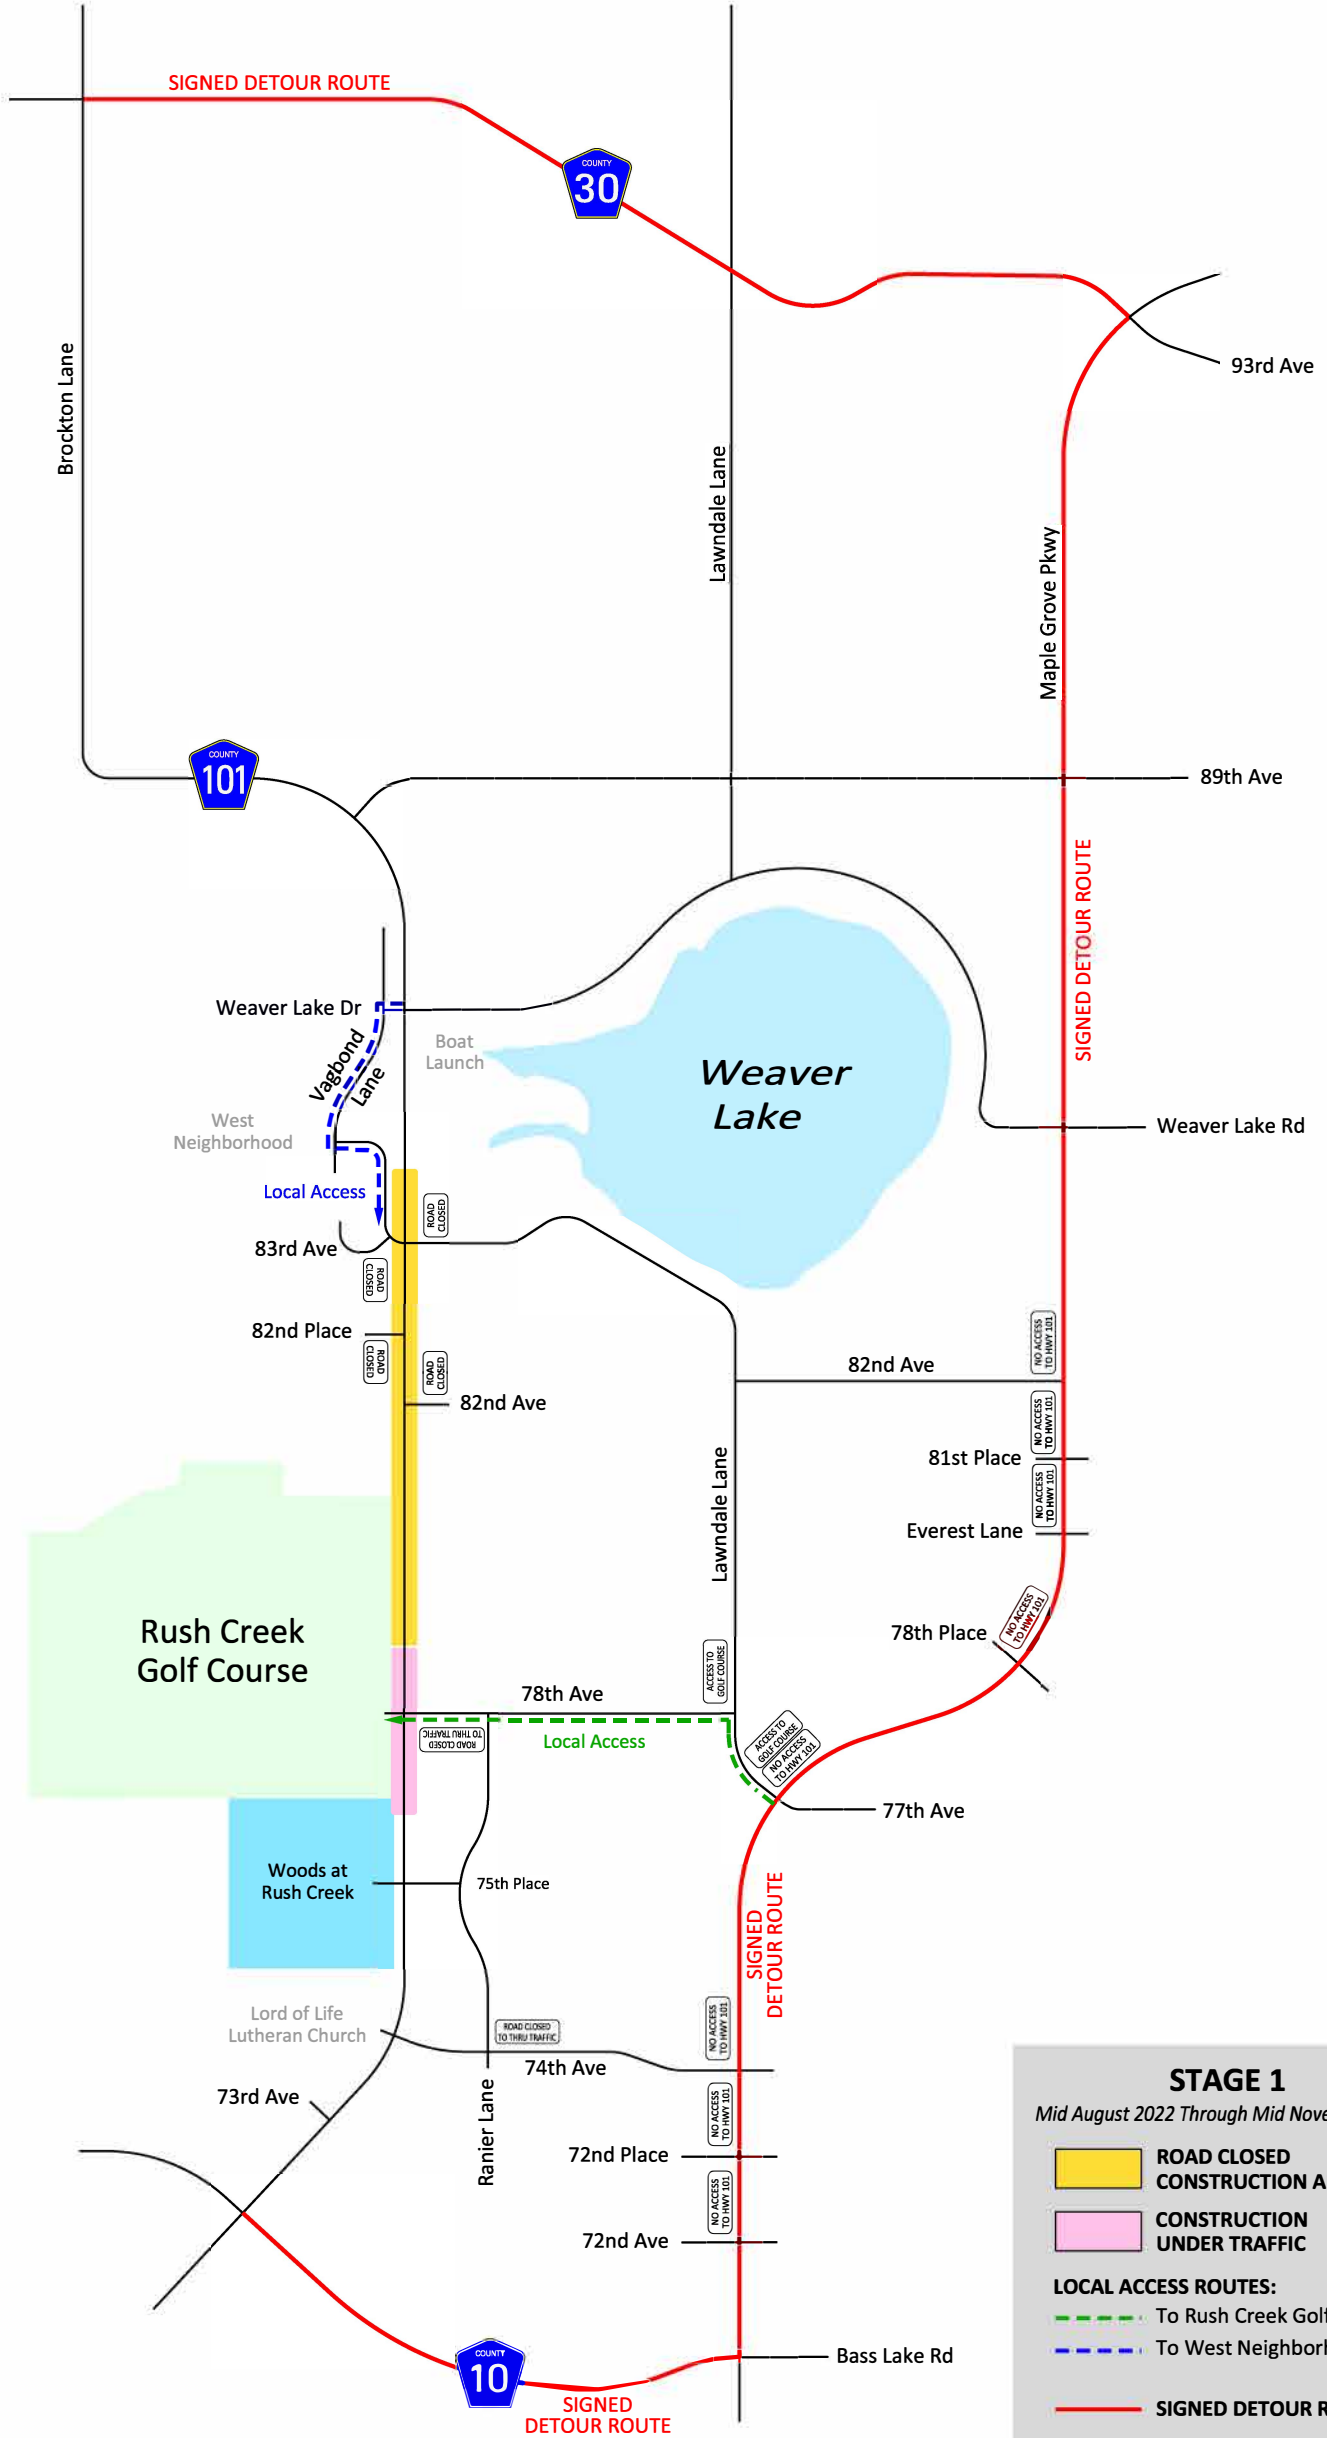 SIGNED DETOUR ROUTE
COUNTY
30
93rd Ave
Brockton Lane
Lawndale Lane
Maple Grove Pkwy
COUNTY
101
89th Ave
SIGNED DETOUR ROUTE
Weaver Lake Dr
Vagbond
Lane
Boat
Launch
Weaver
Lake
West
Neighborhood
Weaver Lake Rd
Local Access
ROAD
CLOSED
83rd Ave
ROAD
CLOSED
82nd Place
ROAD
CLOSED
ROAD
CLOSED
82nd Ave
82nd Ave
NO ACCESS
TO HWY 101
NO ACCESS
TO HWY 101
81st Place
NO ACCESS
TO HWY 101
Everest Lane
Lawndale Lane
Rush Creek
Golf Course
NO ACCESS
TO HWY 101
78th Place
ACCESS TO
GOLF COURSE
78th Ave
ROAD CLOSED
TO THRU TRAFFIC
Local Access
ACCESS TO
GOLF COURSE
NO ACCESS
TO HWY 101
77th Ave
Woods at
Rush Creek
75th Place
SIGNED
DETOUR ROUTE
Lord of Life
Lutheran Church
ROAD CLOSED
TO THRU TRAFFIC
NO ACCESS
TO HWY 101
74th Ave
73rd Ave
Ranier Lane
NO ACCESS
TO HWY 101
72nd Place
NO ACCESS
TO HWY 101
72nd Ave
Bass Lake Rd
COUNTY
10
SIGNED
DETOUR ROUTE
STAGE 1
Mid August 2022 Through Mid Nove
ROAD CLOSED
CONSTRUCTION A
CONSTRUCTION
UNDER TRAFFIC
LOCAL ACCESS ROUTES:
To Rush Creek Golf
To West Neighborh
SIGNED DETOUR R